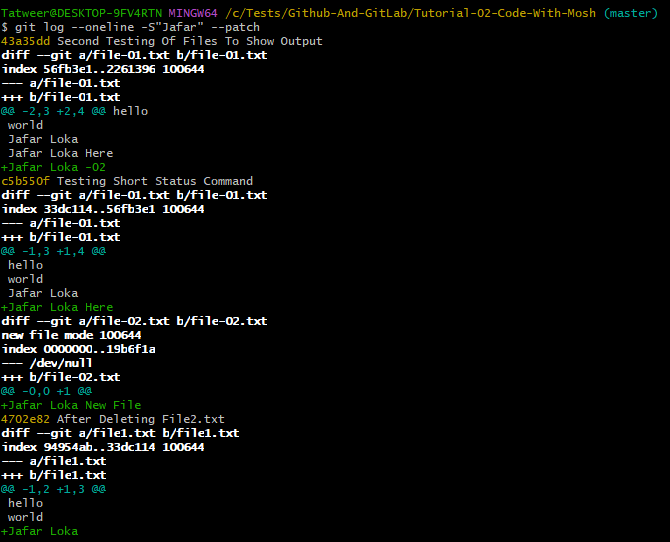 Tatweer@DESKTOP-9FV4RTN MINGW64 /c/Tests/Github-And-GitLab/Tutorial-02-Code-With-Mosh (master)
$ git log --oneline -S"Jafar" --patch
43a35dd Second Testing Of Files To Show Output
diff --git a/file-01.txt b/file-01.txt
index 56fb3e1..2261396 100644
--- a/file-01.txt
+++ b/file-01.txt
@@ -2,3 +2,4 @@ hello
 world
 Jafar Loka
 Jafar Loka Here
+Jafar Loka -02
c5b550f Testing Short Status Command
diff --git a/file-01.txt b/file-01.txt
index 33dc114..56fb3e1 100644
--- a/file-01.txt
+++ b/file-01.txt
@@ -1,3 +1,4 @@
 hello
 world
 Jafar Loka
+Jafar Loka Here
diff --git a/file-02.txt b/file-02.txt
new file mode 100644
index 0000000..19b6f1a
--- /dev/null
+++ b/file-02.txt
@@ -0,0 +1 @@
+Jafar Loka New File
4702e82 After Deleting File2.txt
diff --git a/file1.txt b/file1.txt
index 94954ab..33dc114 100644
--- a/file1.txt
+++ b/file1.txt
@@ -1,2 +1,3 @@
 hello
 world
+Jafar Loka